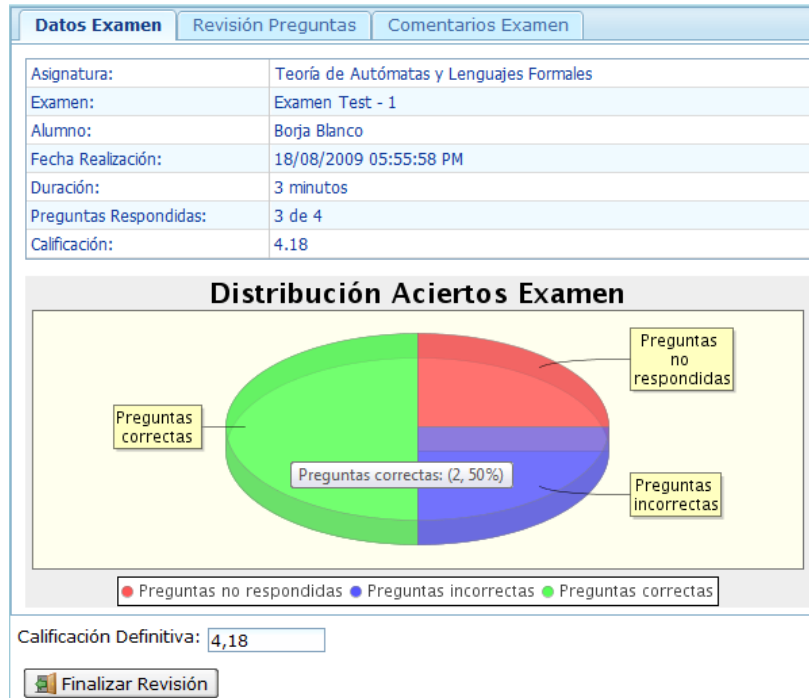 Datos Examen Revisión Preguntas Comentarios Examen
Asignatura: Teoría de Autómatas y Lenguajes Formales
Examen: Examen Test - 1
Alumno: Borja Blanco
Fecha Realización: 18/08/2009 05:55:58 PM
Duración: 3 minutos
Preguntas Respondidas: 3 de 4
Calificación: 4.18
Distribución Aciertos Examen
Preguntas
no
respondidas
Preguntas
correctas
Preguntas correctas: (2, 50%)
Preguntas
incorrectas
Preguntas no respondidas Preguntas incorrectas Preguntas correctas
Calificación Definitiva: 4,18
Finalizar Revisión